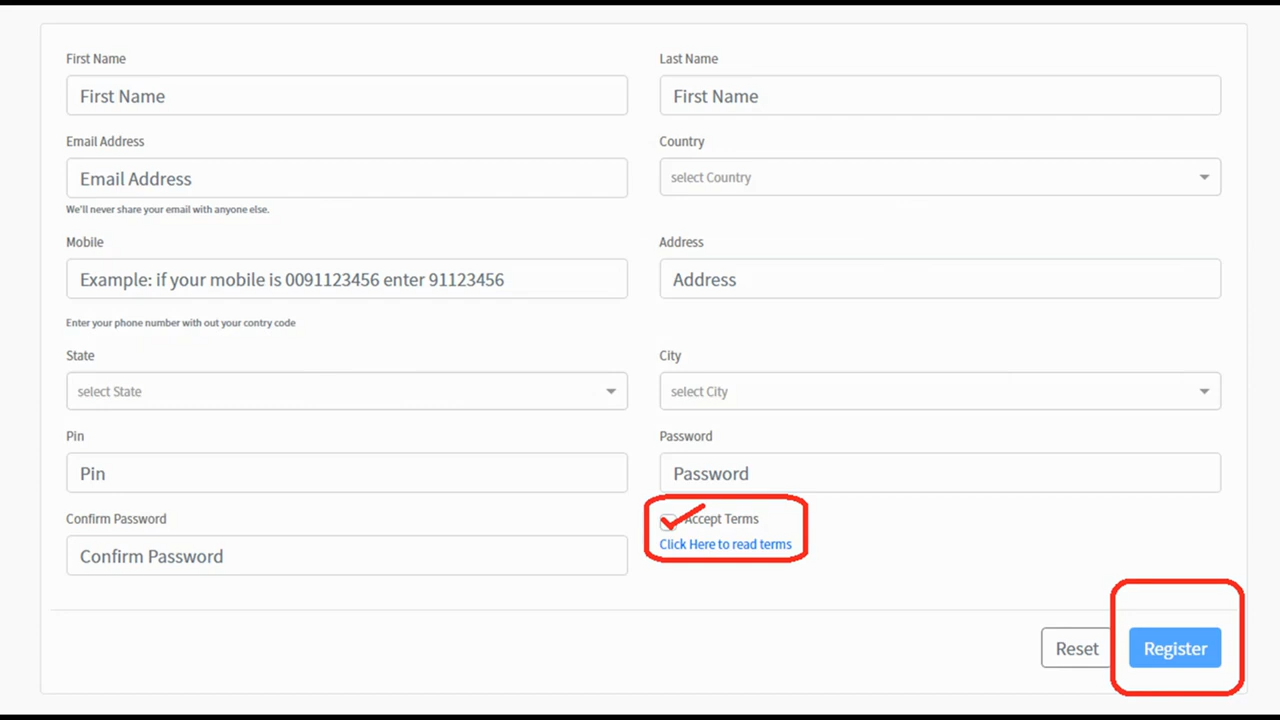 First Name
First Name
Last Name
First Name
Email Address
Email Address
We'll never share your email with anyone else.
Country
select Country
Mobile
Example: if your mobile is 0091123456 enter 91123456
Enter your phone number with out your contry code
Address
Address
State
select State
City
select City
Pin
Pin
Password
Password
Confirm Password
Confirm Password
Accept Terms
Click Here to read terms
Reset
Register